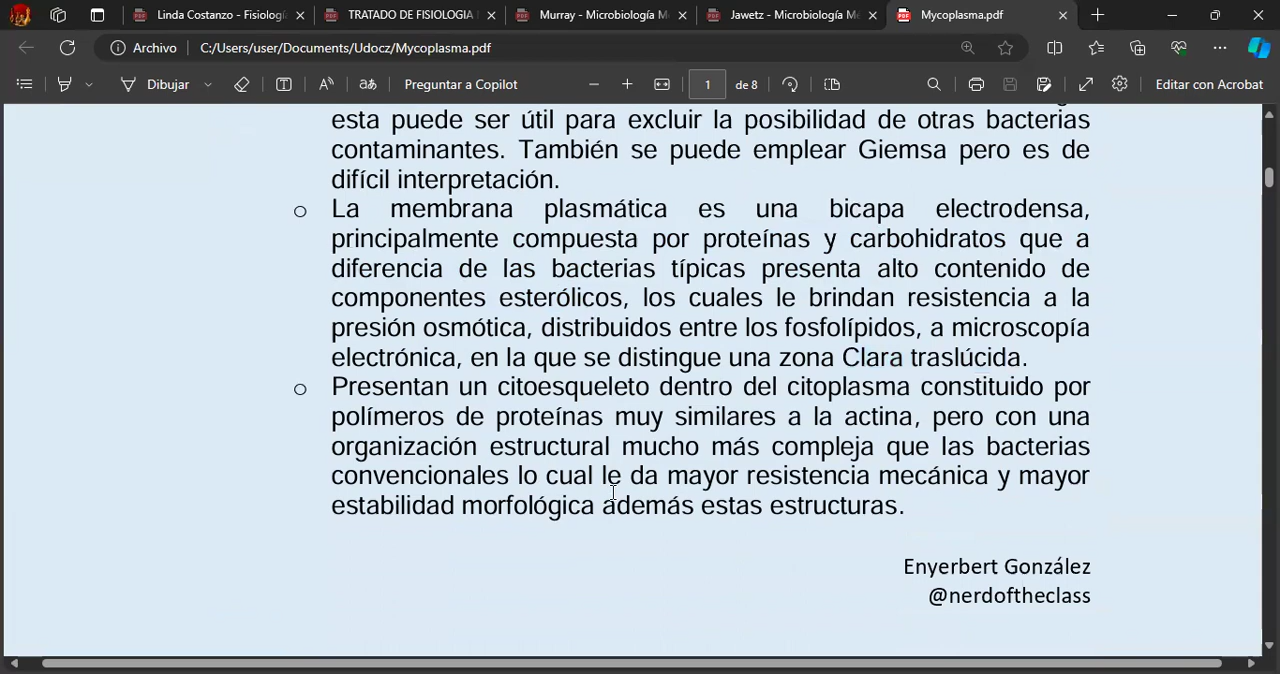 Linda Costanzo - Fisiologí
TRATADO DE FISIOLOGIA
Murray - Microbiología M
Jawetz - Microbiología Mé
Mycoplasma.pdf
Archivo
C:/Users/user/Documents/Udocz/Mycoplasma.pdf
Dibujar
Preguntar a Copilot
1
de 8
Editar con Acrobat
esta puede ser útil para excluir la posibilidad de otras bacterias
contaminantes. También se puede emplear Giemsa pero es de
difícil interpretación.
o La membrana plasmática es una bicapa electrodensa,
principalmente compuesta por proteínas y carbohidratos que a
diferencia de las bacterias típicas presenta alto contenido de
componentes esterólicos, los cuales le brindan resistencia a la
presión osmótica, distribuidos entre los fosfolípidos, a microscopía
electrónica, en la que se distingue una zona Clara traslúcida.
o Presentan un citoesqueleto dentro del citoplasma constituido por
polímeros de proteínas muy similares a la actina, pero con una
organización estructural mucho más compleja que las bacterias
convencionales lo cual le da mayor resistencia mecánica y mayor
estabilidad morfológica además estas estructuras.
Enyerbert González
@nerdoftheclass